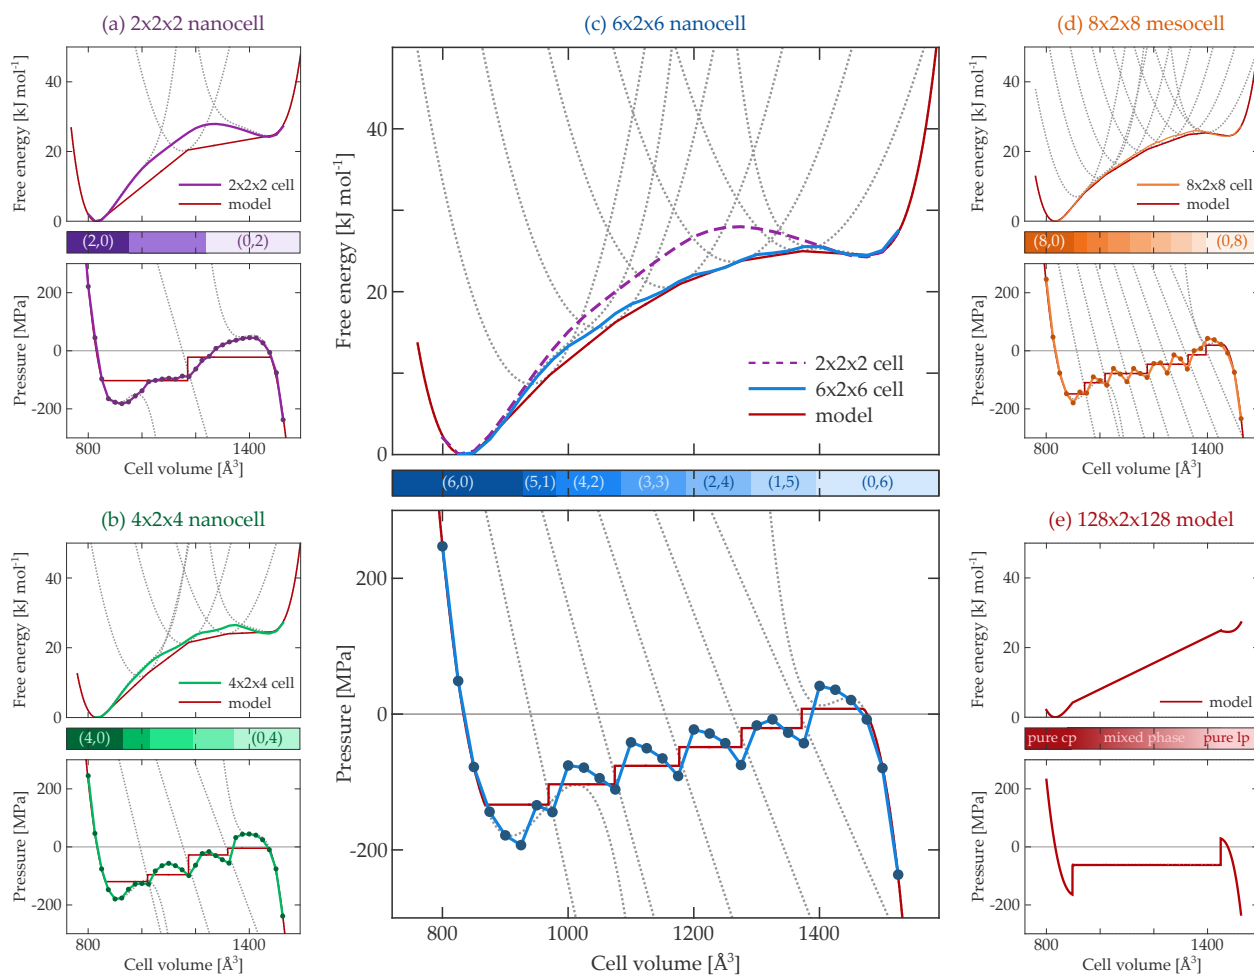 (a) 2x2x2 nanocell
Free energy [kJ mol-1]
40
20
0
2x2x2 cell
model
(2,0)
(0,2)
Pressure [MPa]
200
0
-200
800
1400
Cell volume [Å3]
(b) 4x2x4 nanocell
Free energy [kJ mol-1]
40
20
0
4x2x4 cell
model
(4,0)
(0,4)
Pressure [MPa]
200
0
-200
800
1400
Cell volume [Å3]
(c) 6x2x6 nanocell
Free energy [kJ mol-1]
40
20
0
2x2x2 cell
6x2x6 cell
model
(6,0)
(5,1)
(4,2)
(3,3)
(2,4)
(1,5)
(0,6)
Pressure [MPa]
200
0
-200
800
1000
1200
1400
Cell volume [Å3]
(d) 8x2x8 mesocell
Free energy [kJ mol-1]
40
20
0
8x2x8 cell
model
(8,0)
(0,8)
Pressure [MPa]
200
0
-200
800
1400
Cell volume [Å3]
(e) 128x2x128 model
Free energy [kJ mol-1]
40
20
0
model
pure cp
mixed phase
pure lp
Pressure [MPa]
200
0
-200
800
1400
Cell volume [Å3]